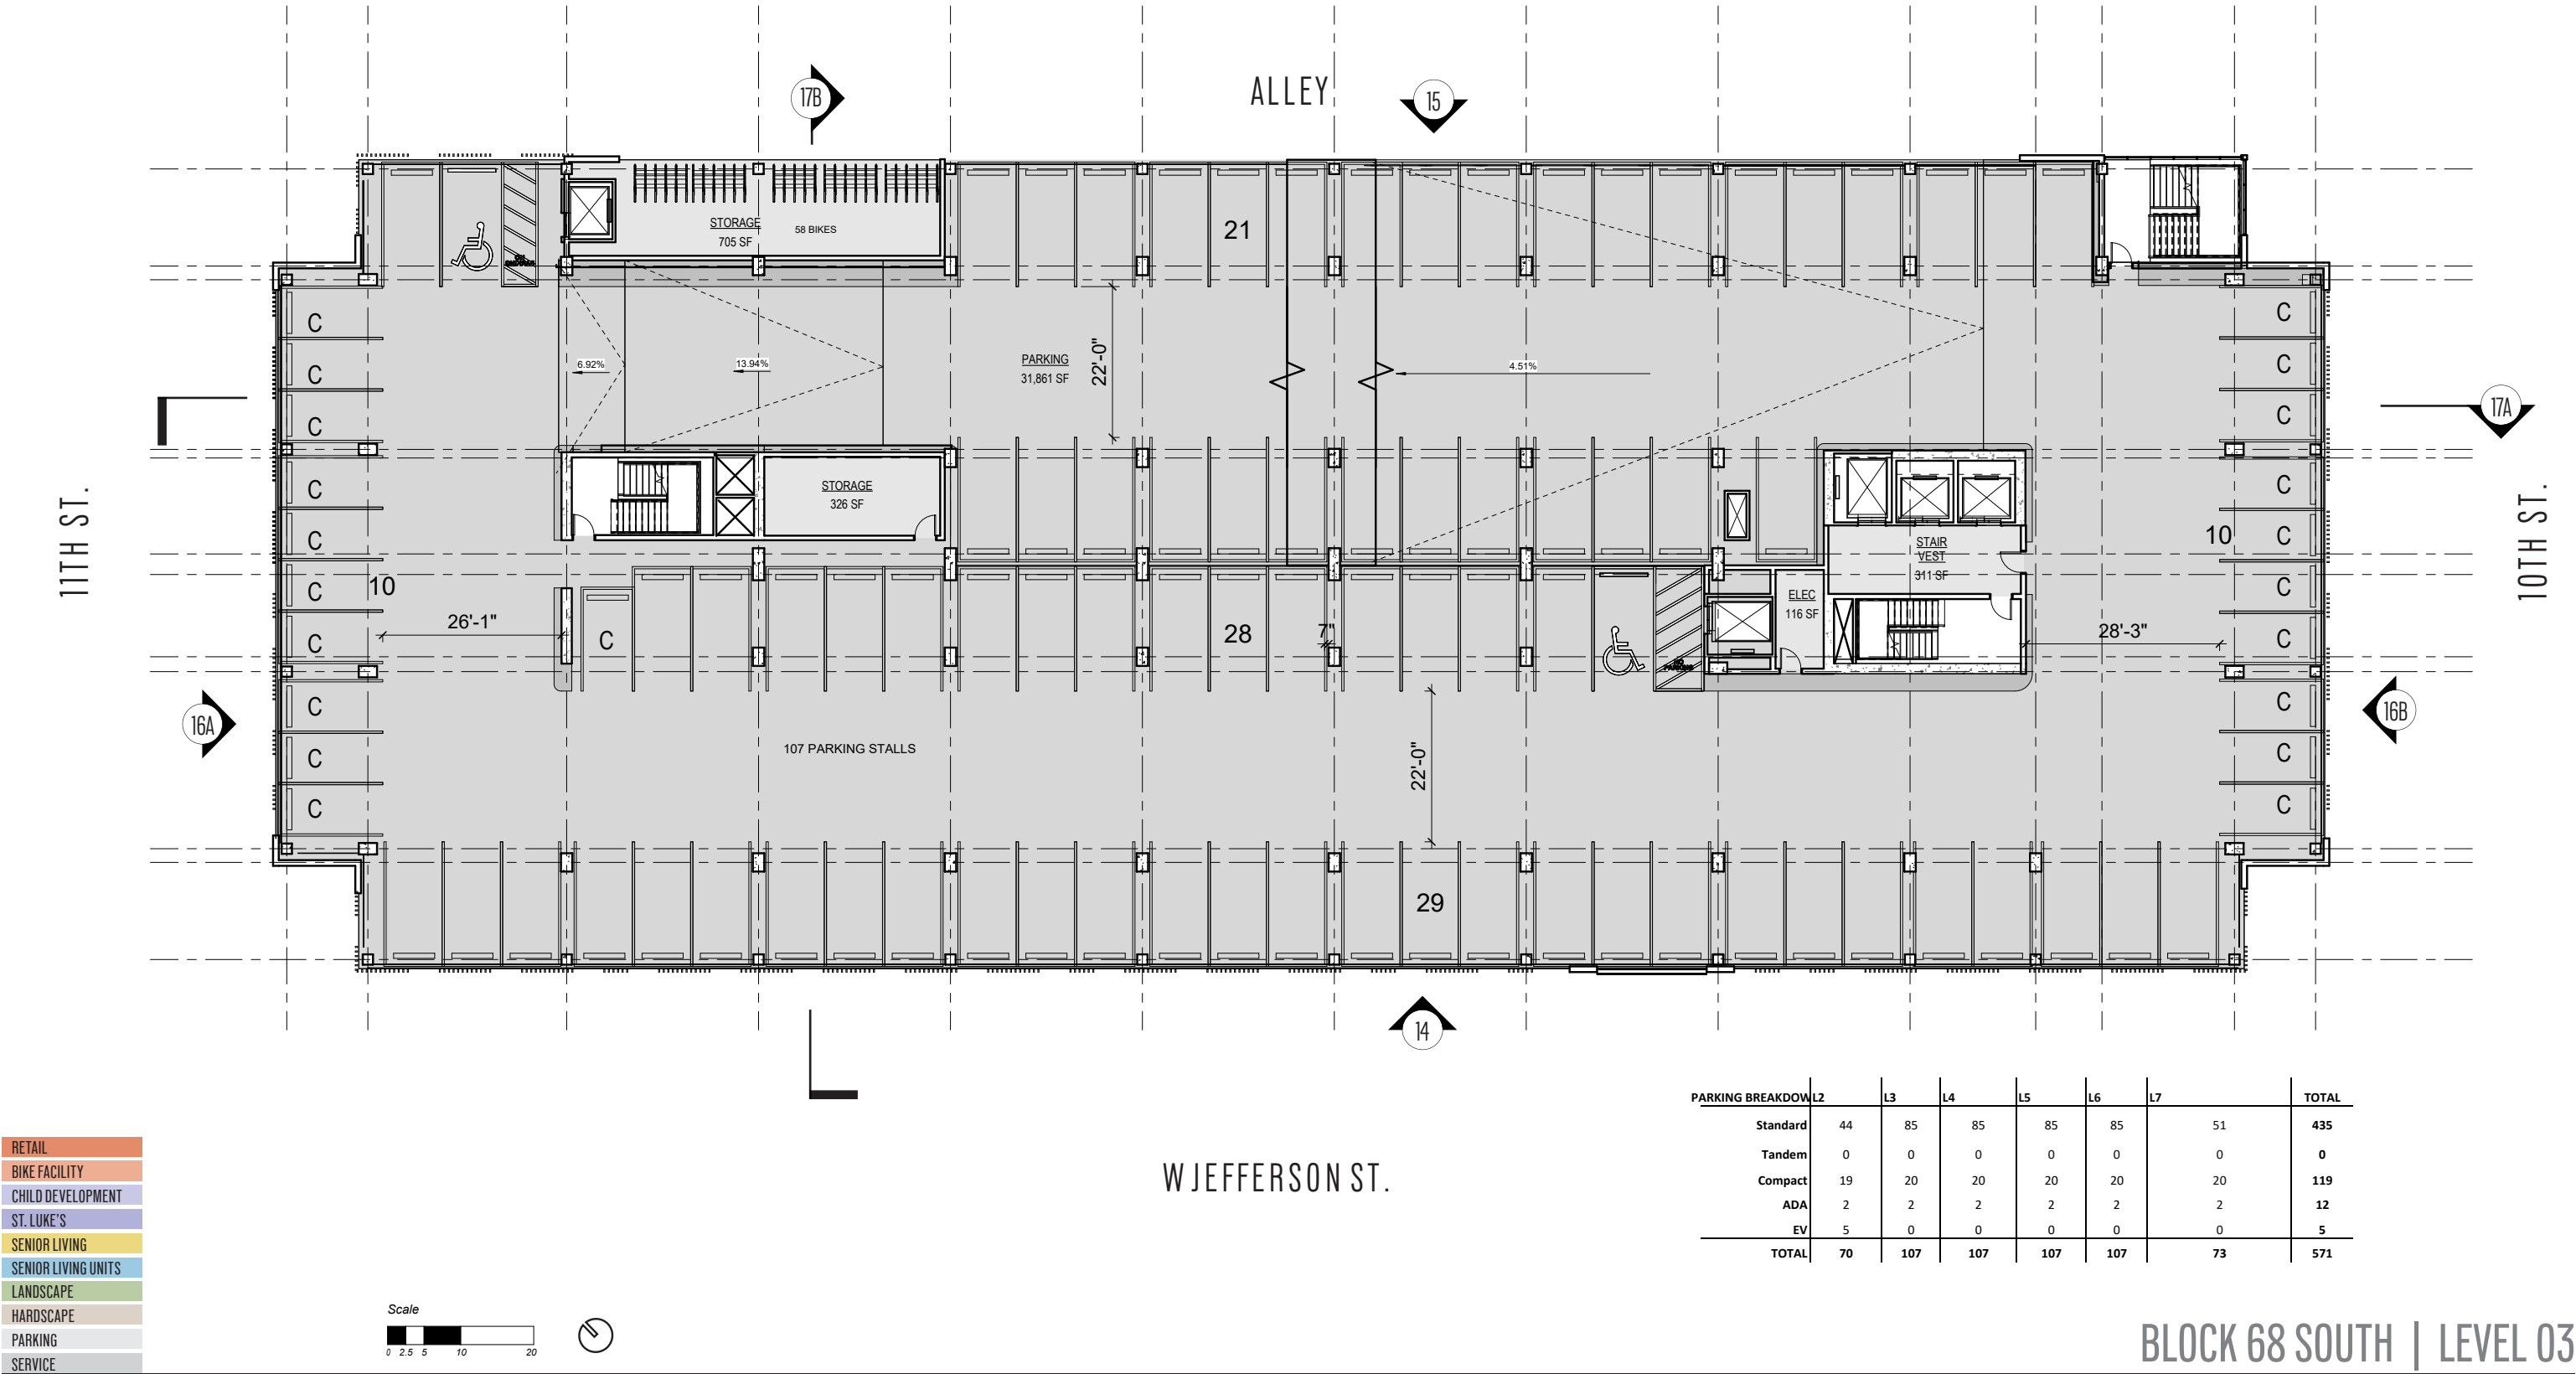 ALLEY
17B
15
STORAGE
705 SF
58 BIKES
21
C
C
C
C
C
C
C
C
C
C
10
6.92%
13.94%
PARKING
31,861 SF
22'-0"
4.51%
17A
11TH ST.
10TH ST.
STORAGE
326 SF
STAIR
VEST
311 SF
ELEC
116 SF
10
C
C
C
C
C
C
C
C
C
C
26'-1"
C
28
7"
NO
PARKING
28'-3"
16A
16B
107 PARKING STALLS
22'-0"
29
14
W JEFFERSON ST.
PARKING BREAKDOW L2 L3 L4 L5 L6 L7 TOTAL
Standard 44 85 85 85 85 51 435
Tandem 0 0 0 0 0 0 0
Compact 19 20 20 20 20 20 119
ADA 2 2 2 2 2 2 12
EV 5 0 0 0 0 0 5
TOTAL 70 107 107 107 107 73 571
RETAIL
BIKE FACILITY
CHILD DEVELOPMENT
ST. LUKE'S
SENIOR LIVING
SENIOR LIVING UNITS
LANDSCAPE
HARDSCAPE
PARKING
SERVICE
Scale
0 2.5 5 10 20
BLOCK 68 SOUTH | LEVEL 03